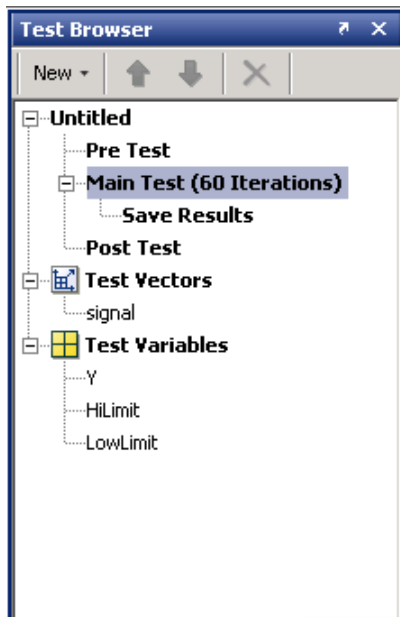 Test Browser
New
Untitled
Pre Test
Main Test (60 Iterations)
Save Results
Post Test
Test Vectors
signal
Test Variables
Y
HiLimit
LowLimit